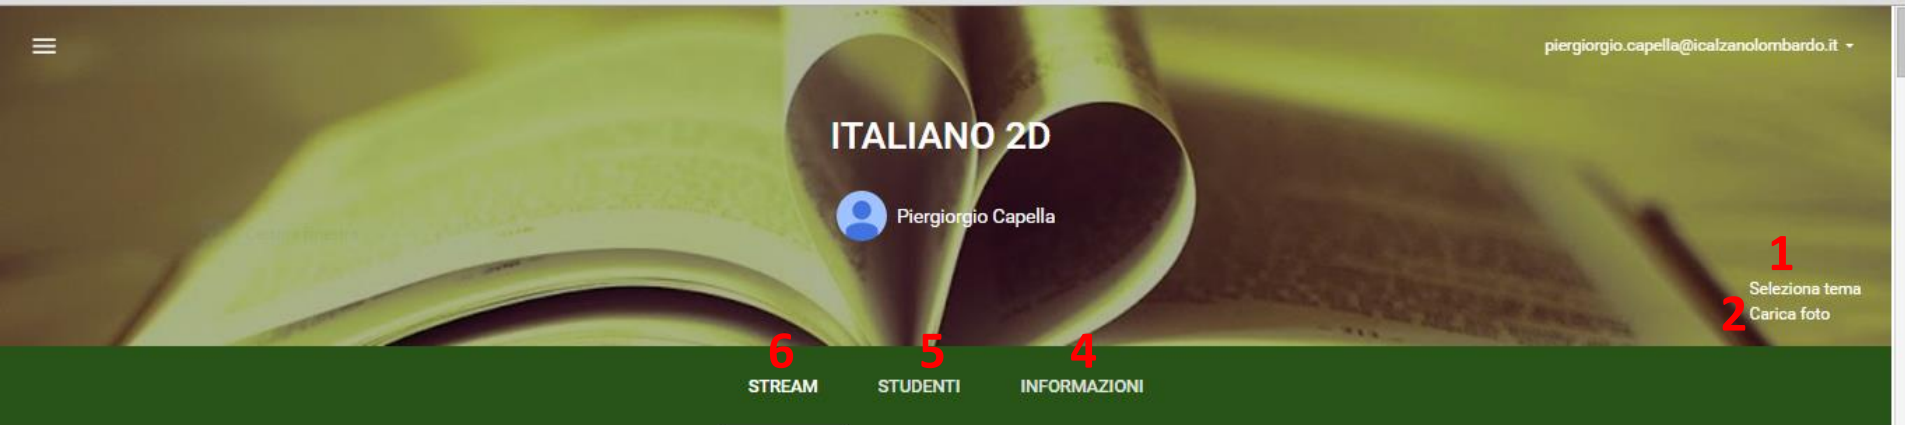 piergiorgio.capella@icalzanolombardo.it
ITALIANO 2D
Piergiorgio Capella
1
Seleziona tema
2 Carica foto
6 5 4
STREAM STUDENTI INFORMAZIONI